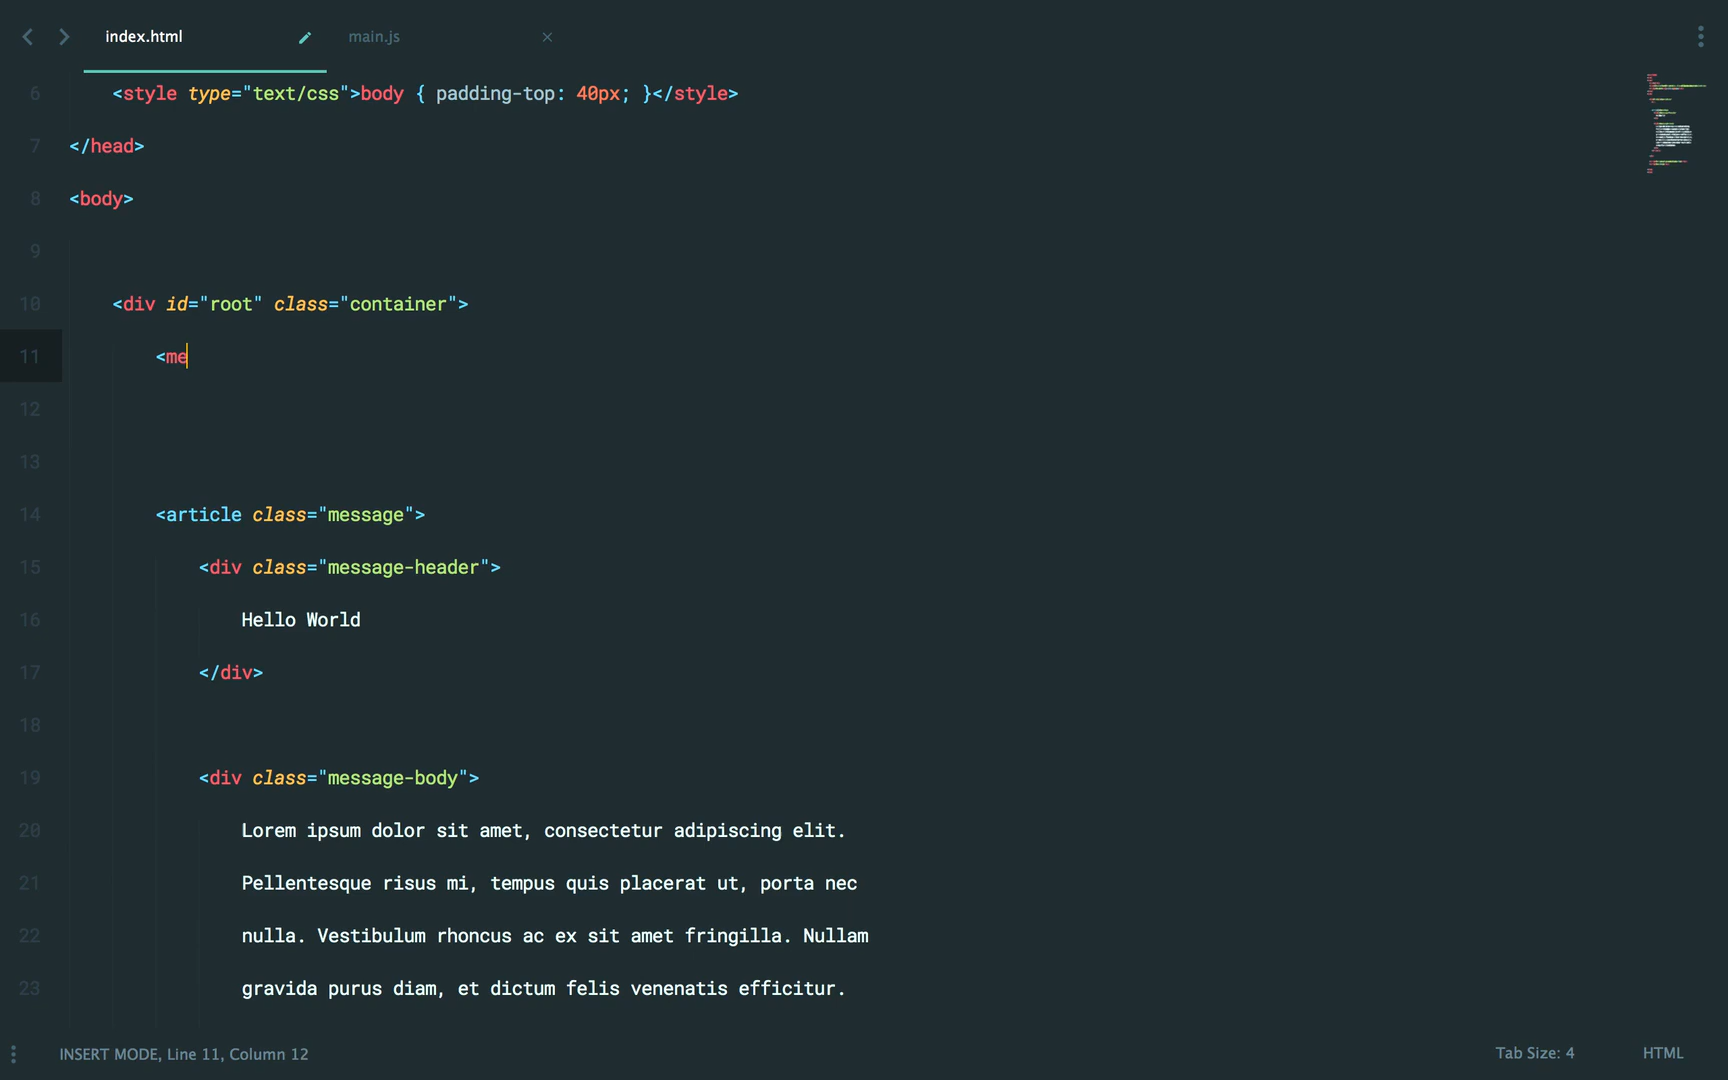 index.html main.js
6 <style type="text/css">body { padding-top: 40px; }</style>
7 </head>
8 <body>
9
10 <div id="root" class="container">
11 <me
12
13
14 <article class="message">
15 <div class="message-header">
16 Hello World
17 </div>
18
19 <div class="message-body">
20 Lorem ipsum dolor sit amet, consectetur adipiscing elit.
21 Pellentesque risus mi, tempus quis placerat ut, porta nec
22 nulla. Vestibulum rhoncus ac ex sit amet fringilla. Nullam
23 gravida purus diam, et dictum felis venenatis efficitur.
INSERT MODE, Line 11, Column 12 Tab Size: 4 HTML